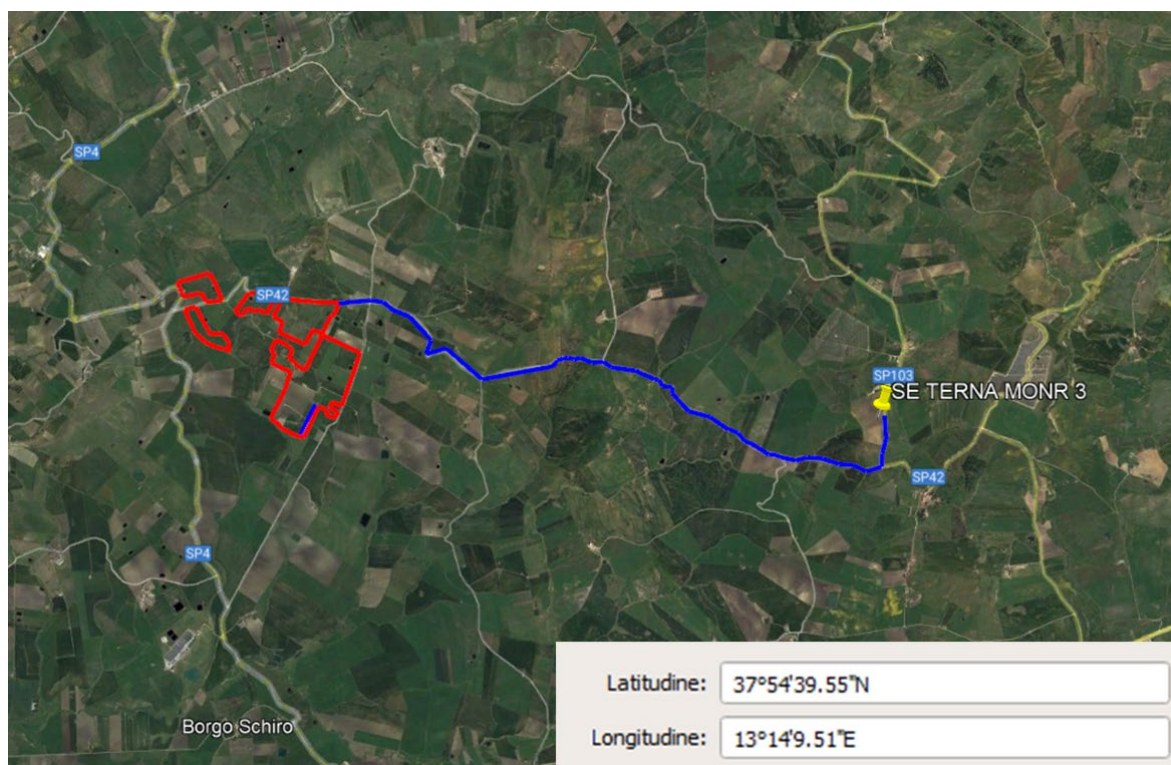 SP4
SP42
SP103
SE TERNA MONR 3
SP42
SP4
Borgo Schiro
Latitudine: 37°54'39.55"N
Longitudine: 13°14'9.51"E